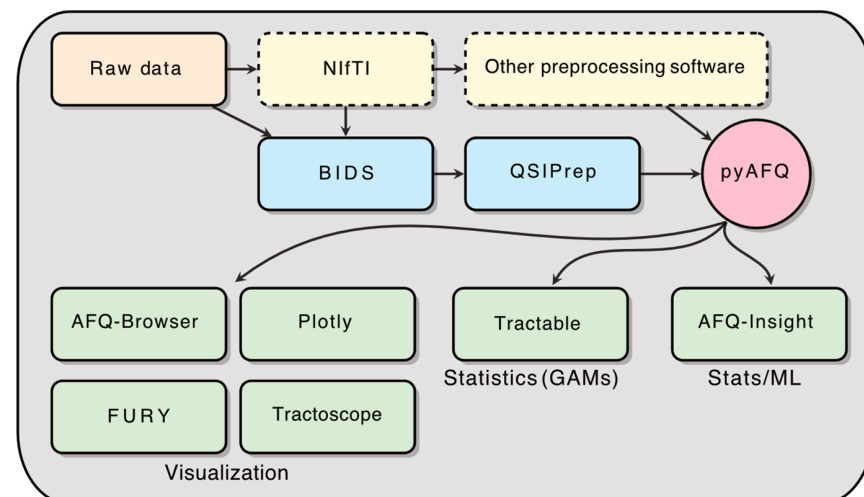 Raw data
NIfTI
Other preprocessing software
BIDS
QSIPrep
pyAFQ
AFQ-Browser
Plotly
Tractable
AFQ-Insight
Statistics (GAMs)
Stats/ML
FURY
Tractoscope
Visualization